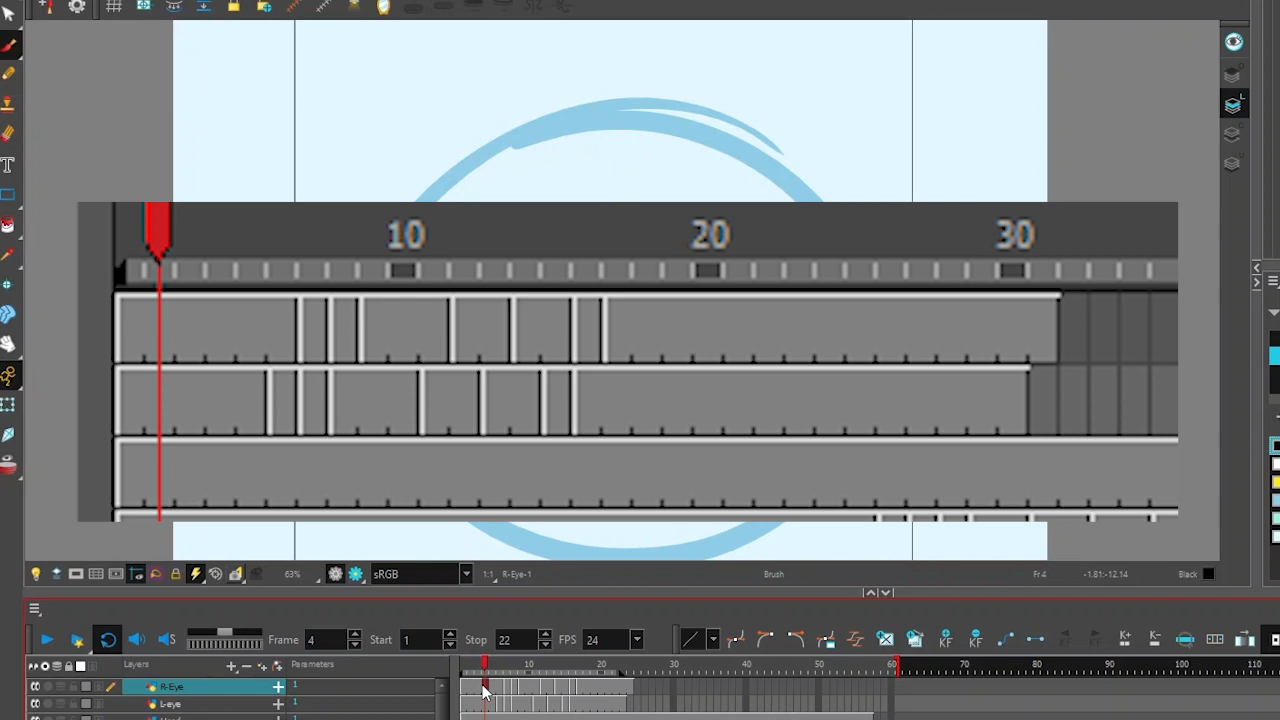 10 20 30
63% sRGB 1:1 R-Eye-1 Brush Fr 4 -1.81:-12.14 Black
Frame 4 Start 1 Stop 22 FPS 24 KF KF
Layers Parameters 10 20 30 40 50 60 70 80 90 100 110
R-Eye 1
L-eye 1